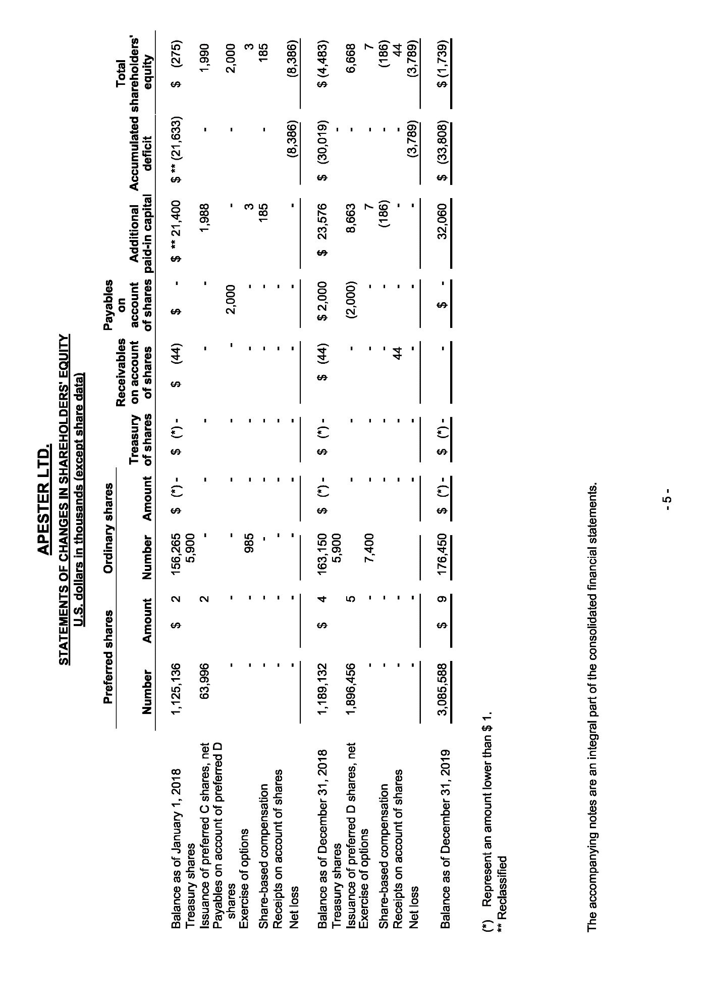 APESTER LTD.
STATEMENTS OF CHANGES IN SHAREHOLDERS' EQUITY
U.S. dollars in thousands (except share data)
Preferred shares Ordinary shares Treasury of shares Receivables on account of shares Payables on account of shares Additional paid-in capital Accumulated deficit Total shareholders' equity
Number Amount Number Amount
Balance as of January 1, 2018 1,125,136 $ 2 156,265 $ (*) - $ (*) - $ (44) $ - $ ** 21,400 $ ** (21,633) $ (275)
Treasury shares 5,900
Issuance of preferred C shares, net 63,996 2 - - - - - 1,988 - 1,990
Payables on account of preferred D
shares - - - - - - 2,000 - - 2,000
Exercise of options - - 985 - - - - 3 3
Share-based compensation - - - - - - - 185 - 185
Receipts on account of shares - - - - - - -
Net loss - - - - - - - - (8,386) (8,386)
Balance as of December 31, 2018 1,189,132 $ 4 163,150 $ (*) - $ (*) - $ (44) $ 2,000 $ 23,576 $ (30,019) $ (4,483)
Treasury shares 5,900 -
Issuance of preferred D shares, net 1,896,456 5 - - - (2,000) 8,663 - 6,668
Exercise of options - - 7,400 - - - - 7 - 7
Share-based compensation - - - - - - (186) - (186)
Receipts on account of shares - - - - 44 - - - 44
Net loss - - - - - - - (3,789) (3,789)
Balance as of December 31, 2019 3,085,588 $ 9 176,450 $ (*) - $ (*) - - $ - 32,060 $ (33,808) $ (1,739)
(*) Represent an amount lower than $ 1.
** Reclassified
The accompanying notes are an integral part of the consolidated financial statements.
- 5 -